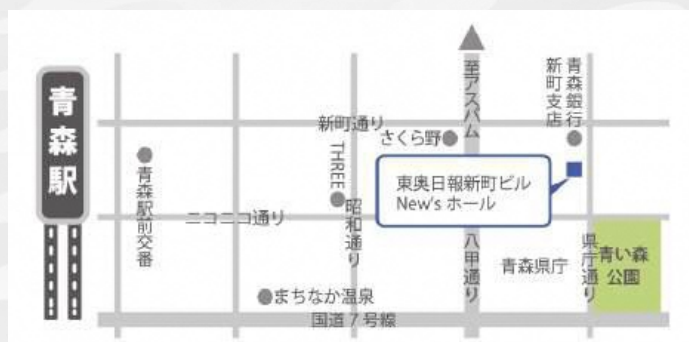 青森駅
青森駅前交番
新町通り
THREE
昭和通り
ニコニコ通り
まちなか温泉
国道7号線
さくら野
至アスパム
八甲通り
青森銀行
新町支店
東奥日報新町ビル
New'sホール
青森県庁
県庁通り
青い森
公園